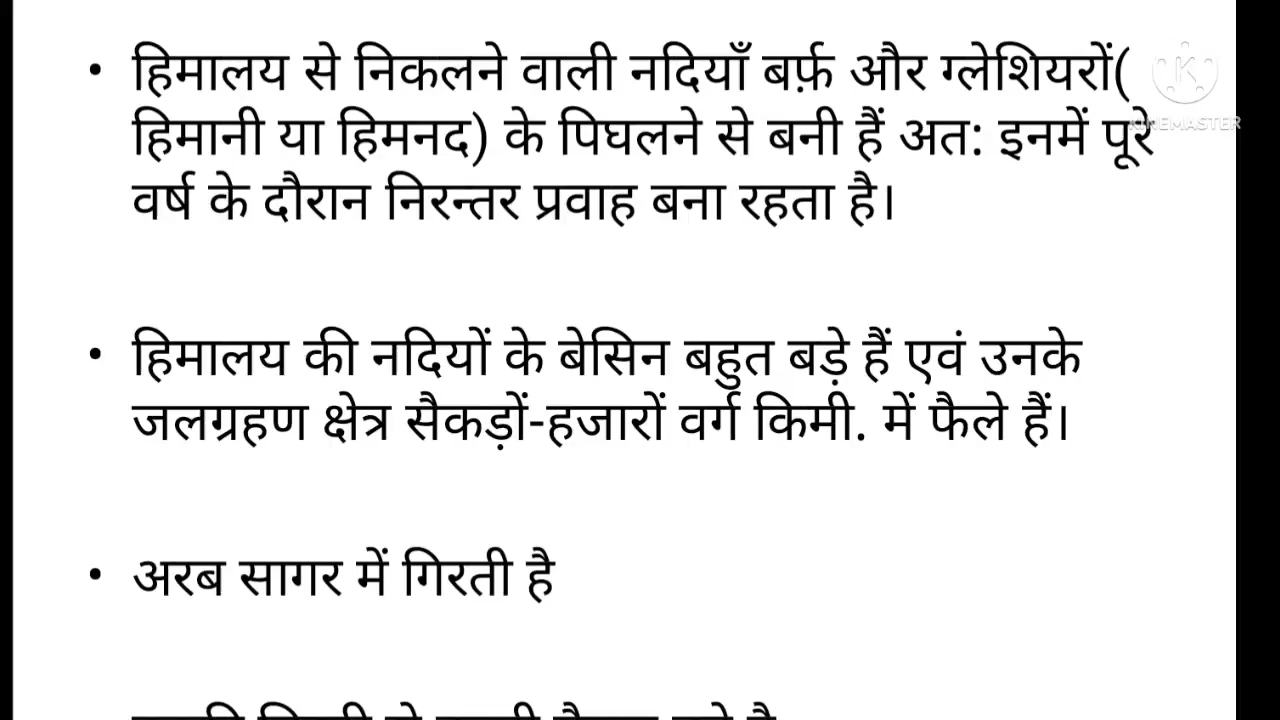 • हिमालय से निकलने वाली नदियाँ बर्फ़ और ग्लेशियरों(
हिमानी या हिमनद) के पिघलने से बनी हैं अत: इनमें पूरे
वर्ष के दौरान निरन्तर प्रवाह बना रहता है।
• हिमालय की नदियों के बेसिन बहुत बड़े हैं एवं उनके
जलग्रहण क्षेत्र सैकड़ों-हजारों वर्ग किमी. में फैले हैं।
• अरब सागर में गिरती है
KINEMASTER